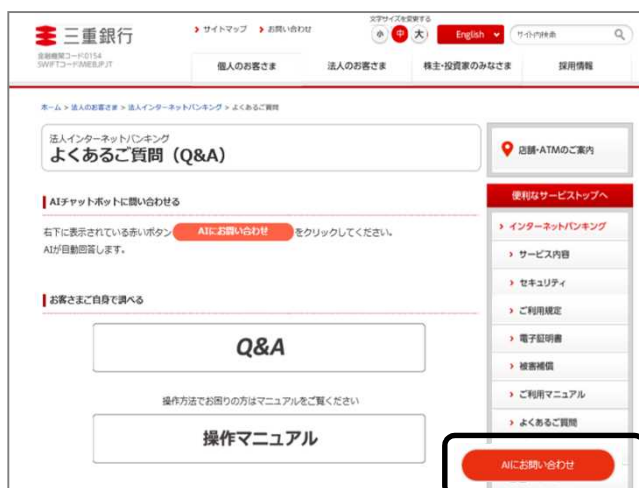 三重銀行
サイトマップ
お問い合わせ
文字サイズを変更する
小
中
大
English
サイト内検索
金融機関コード:0154
SWIFTコード:MIEBJPJT
個人のお客さま
法人のお客さま
株主・投資家のみなさま
採用情報
ホーム > 法人のお客さま > 法人インターネットバンキング > よくあるご質問
法人インターネットバンキング
よくあるご質問（Q&A）
AIチャットボットに問い合わせる
右下に表示されている赤いボタン AIにお問い合わせ をクリックしてください。
AIが自動回答します。
お客さまご自身で調べる
Q&A
操作方法でお困りの方はマニュアルをご覧ください
操作マニュアル
店舗・ATMのご案内
便利なサービストップへ
インターネットバンキング
サービス内容
セキュリティ
ご利用規定
電子証明書
被害補償
ご利用マニュアル
よくあるご質問
AIにお問い合わせ